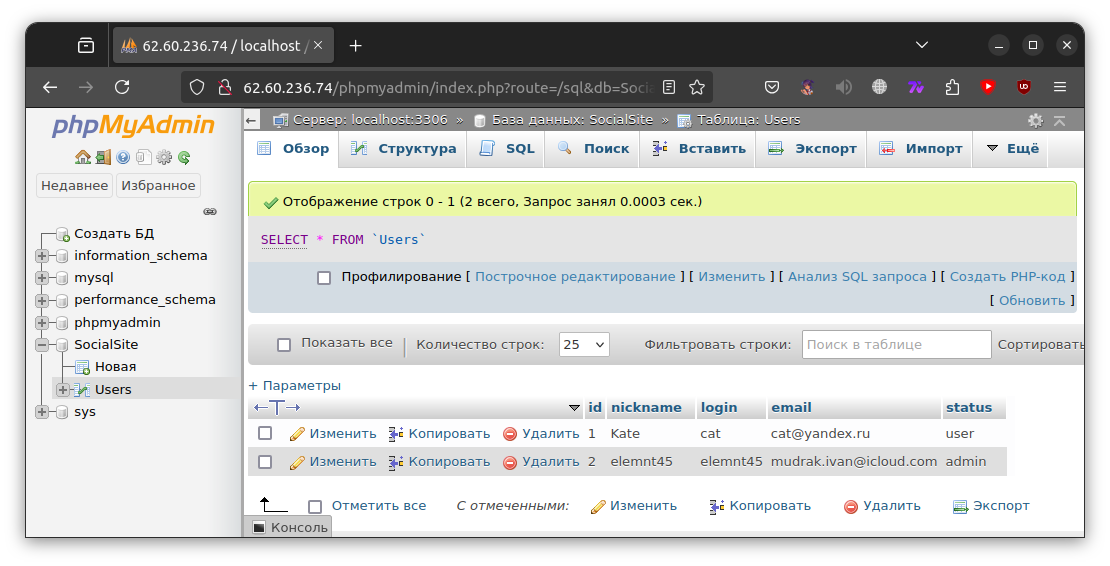 62.60.236.74 / localhost /
62.60.236.74/phpmyadmin/index.php?route=/sql&db=Socia
phpMyAdmin
Недавнее Избранное
Создать БД
information_schema
mysql
performance_schema
phpmyadmin
SocialSite
Новая
Users
sys
Сервер: localhost:3306 » База данных: SocialSite » Таблица: Users
Обзор Структура SQL Поиск Вставить Экспорт Импорт Ещё
Отображение строк 0 - 1 (2 всего, Запрос занял 0.0003 сек.)
SELECT * FROM `Users`
Профилирование [ Построчное редактирование ] [ Изменить ] [ Анализ SQL запроса ] [ Создать PHP-код ]
[ Обновить ]
Показать все | Количество строк: 25 Фильтровать строки: Поиск в таблице Сортировать
+ Параметры
←T→ id nickname login email status
Изменить Копировать Удалить 1 Kate cat cat@yandex.ru user
Изменить Копировать Удалить 2 elemnt45 elemnt45 mudrak.ivan@icloud.com admin
Отметить все С отмеченными: Изменить Копировать Удалить Экспорт
Консоль